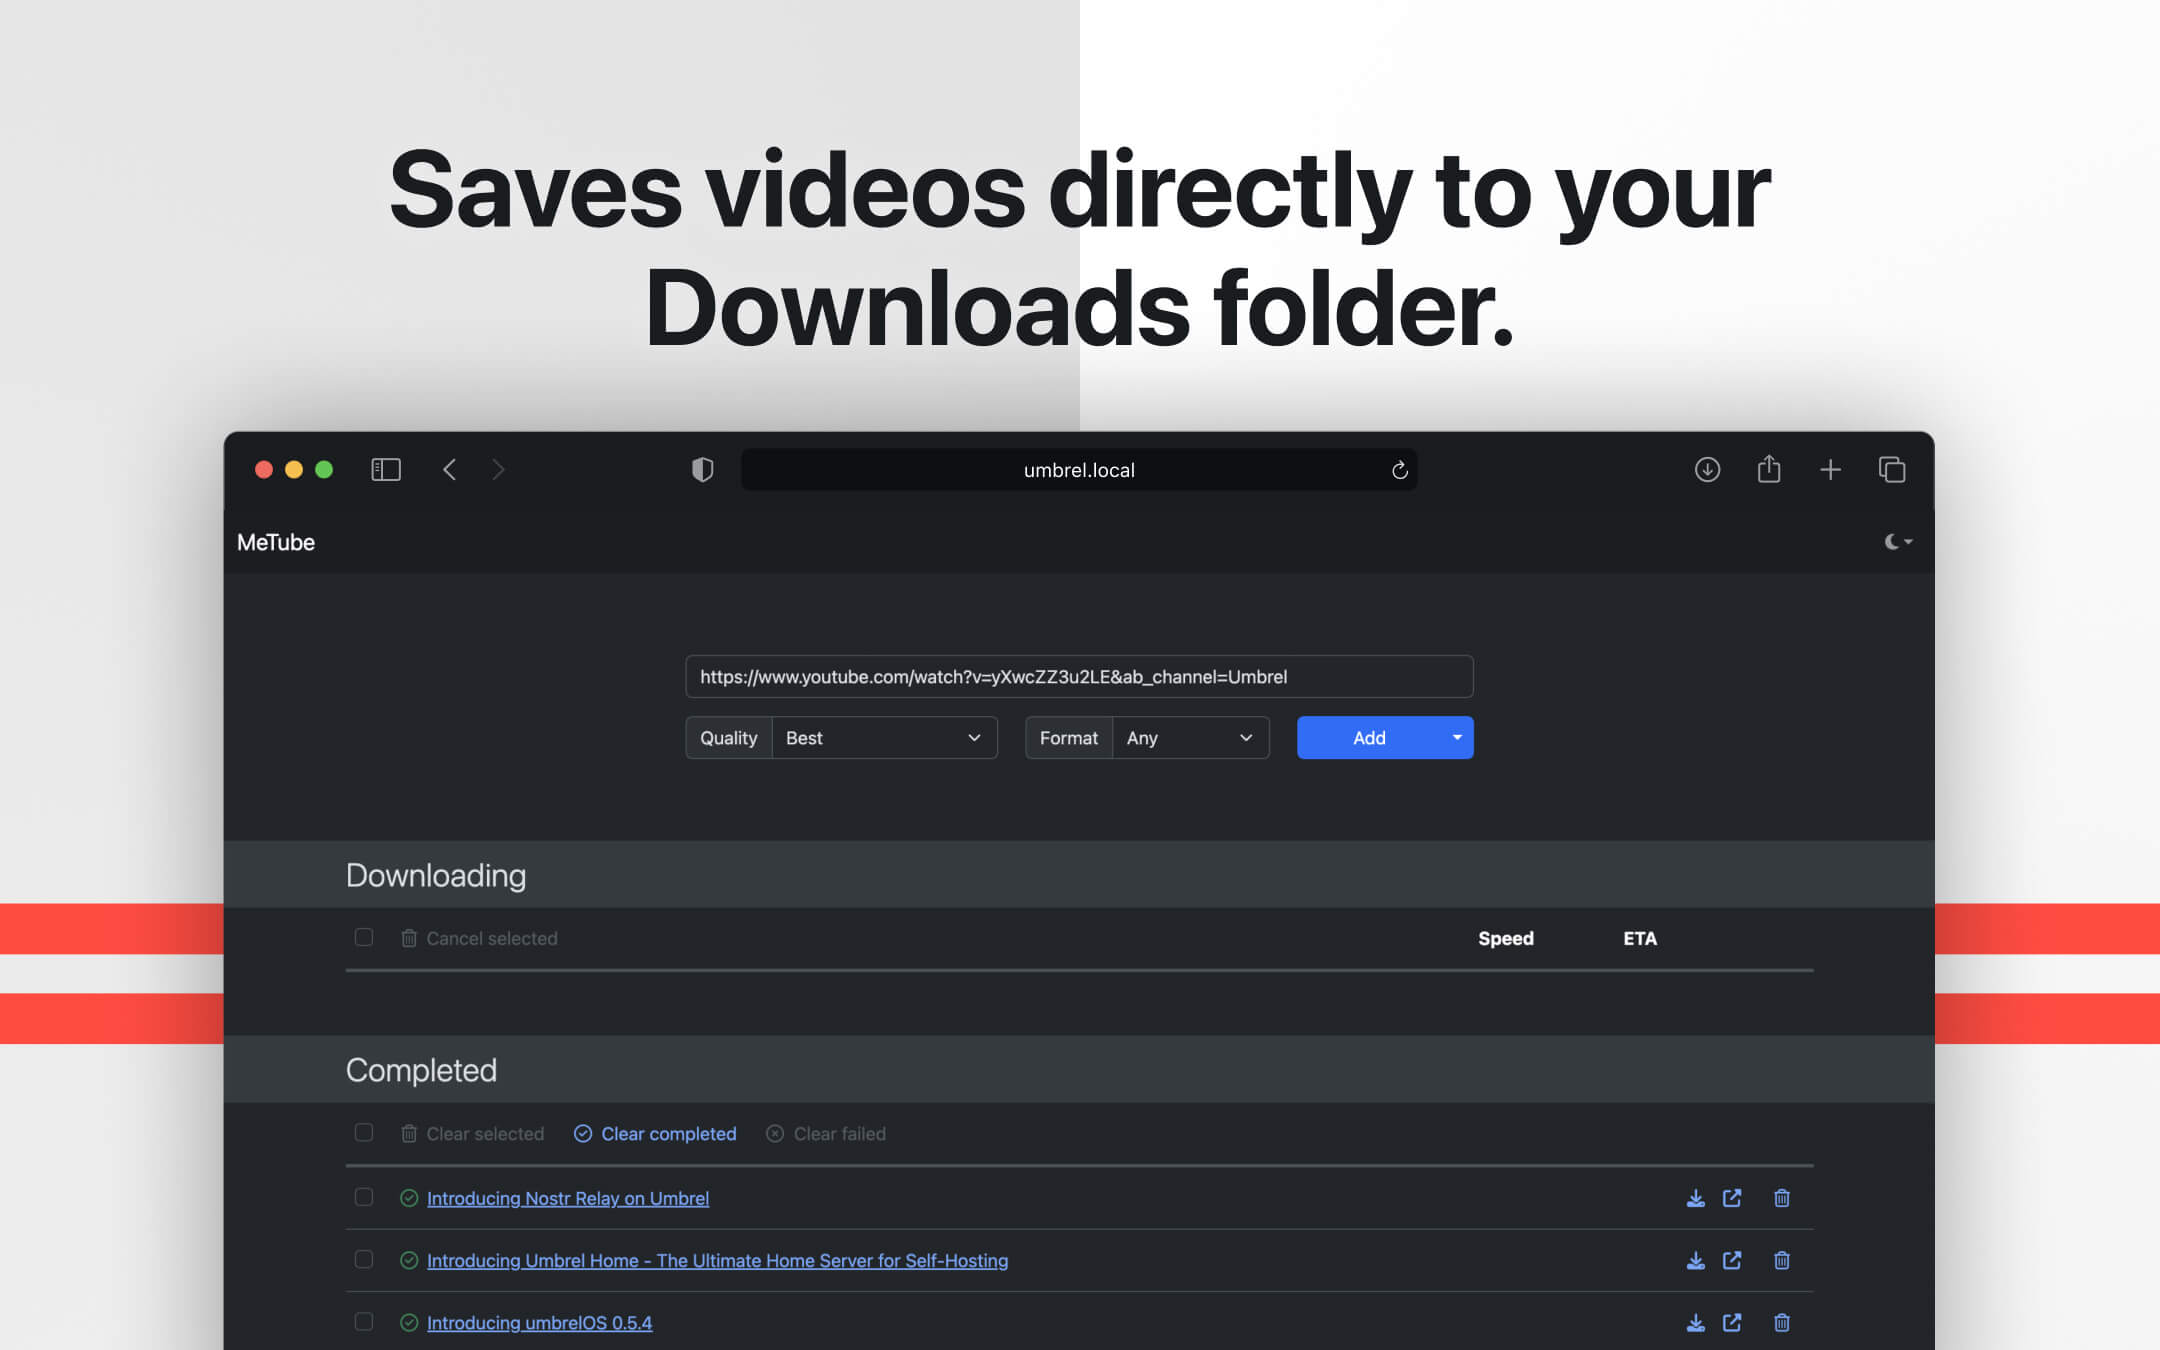 Saves videos directly to your
Downloads folder.
umbrel.local
MeTube
https://www.youtube.com/watch?v=yXwcZZ3u2LE&ab_channel=Umbrel
Quality Best Format Any Add
Downloading
Cancel selected Speed ETA
Completed
Clear selected Clear completed Clear failed
Introducing Nostr Relay on Umbrel
Introducing Umbrel Home - The Ultimate Home Server for Self-Hosting
Introducing umbrelOS 0.5.4